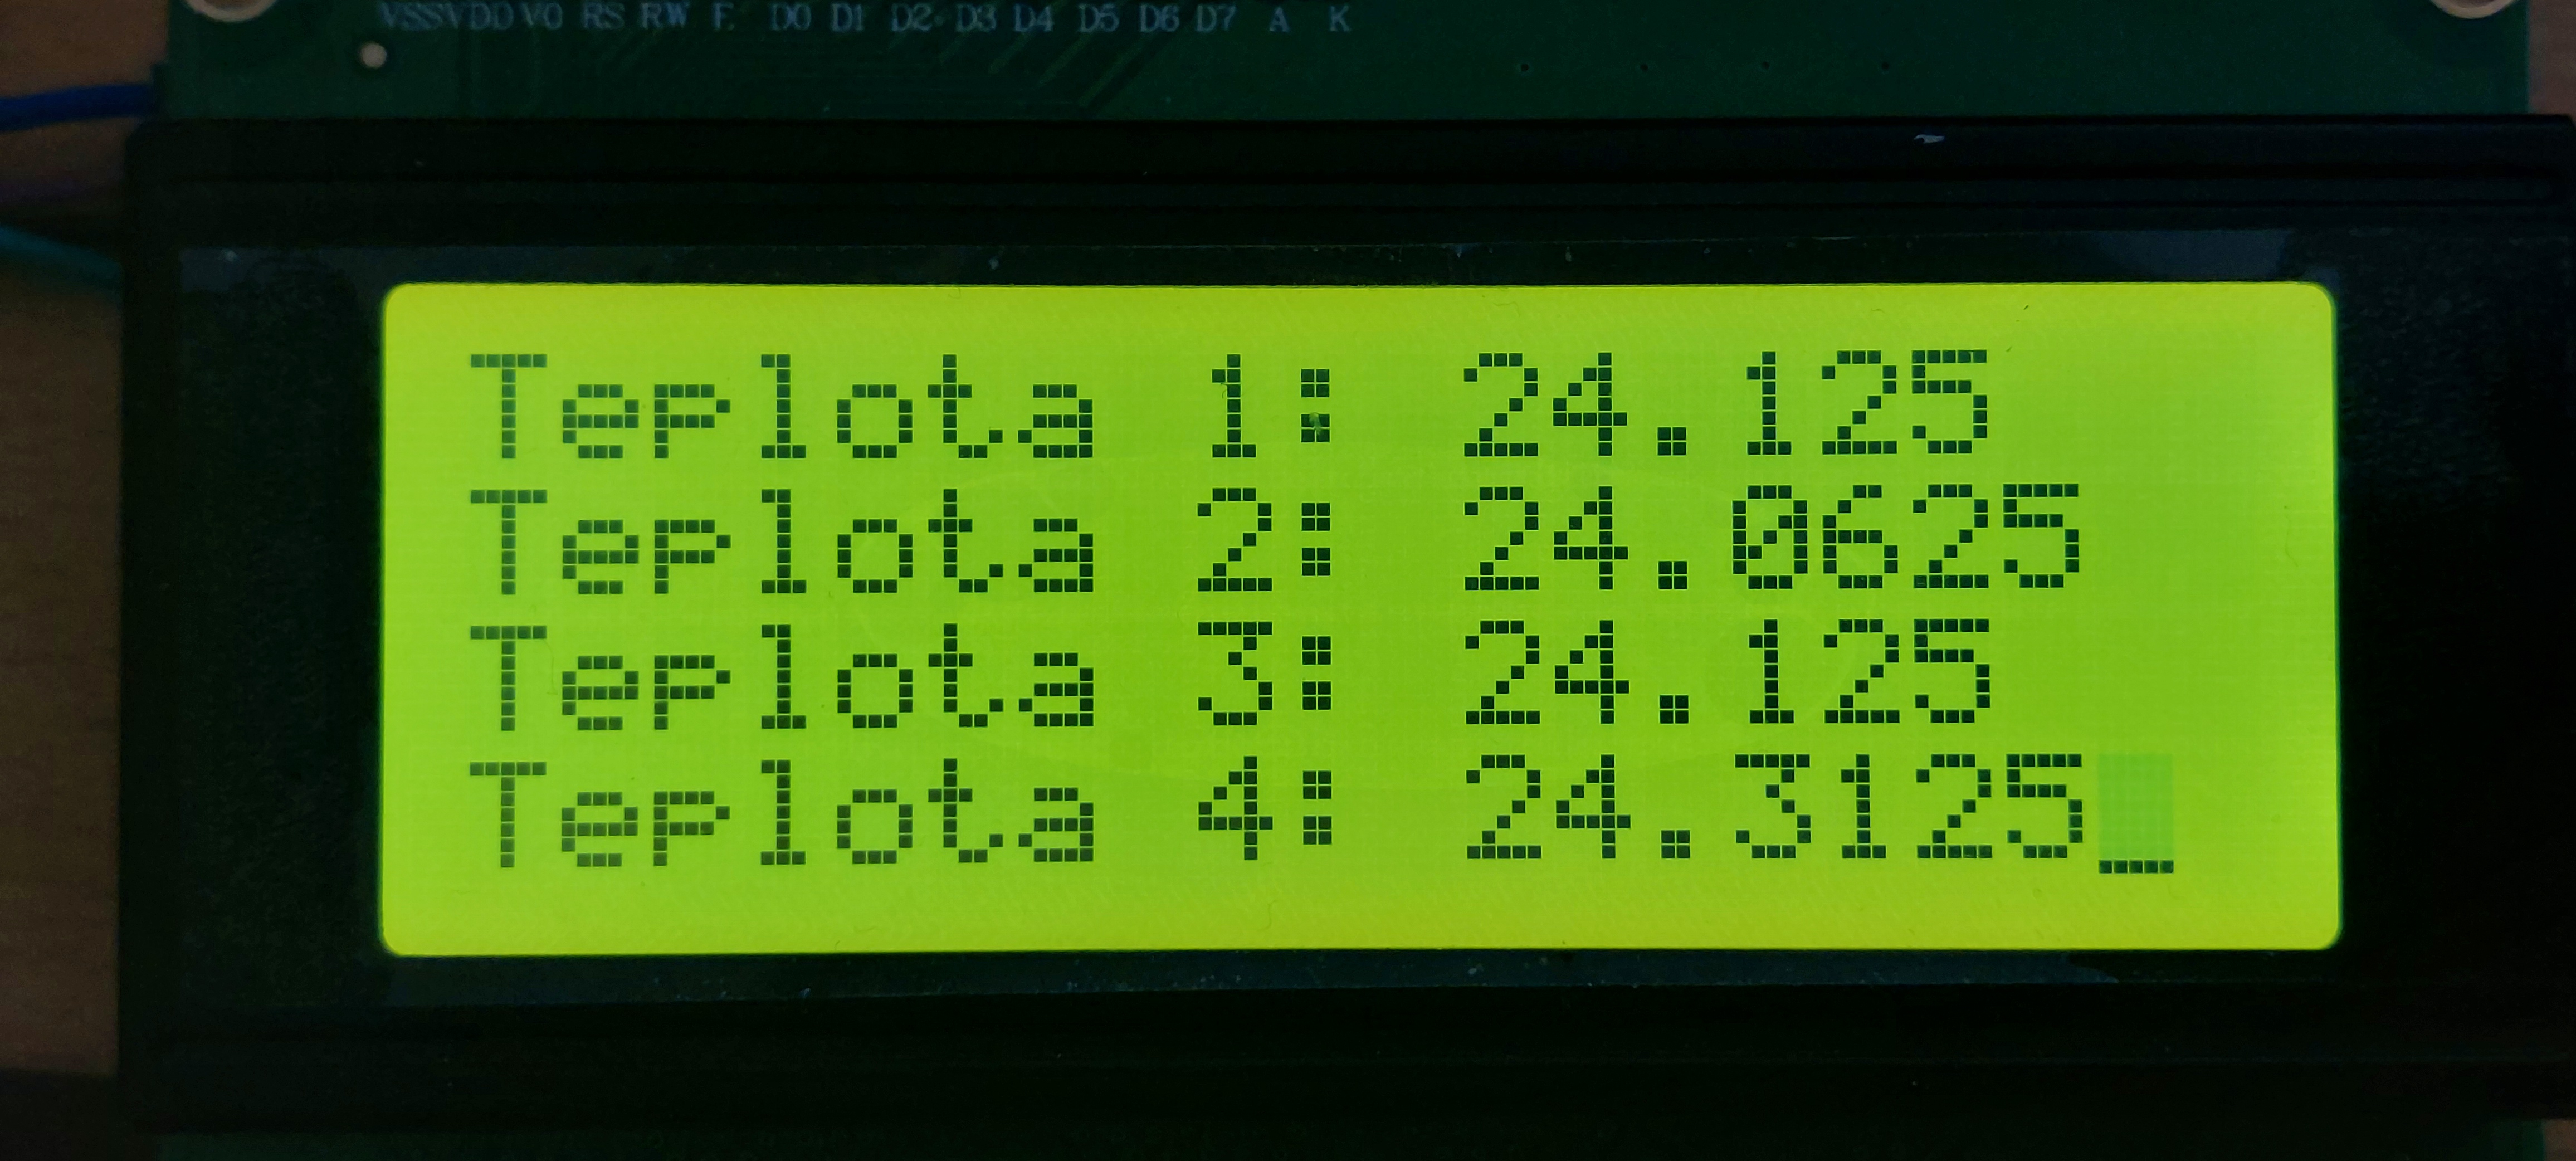 VSS VDD V0 RS RW E D0 D1 D2 D3 D4 D5 D6 D7 A K
Teplota 1: 24.125
Teplota 2: 24.0625
Teplota 3: 24.125
Teplota 4: 24.3125_